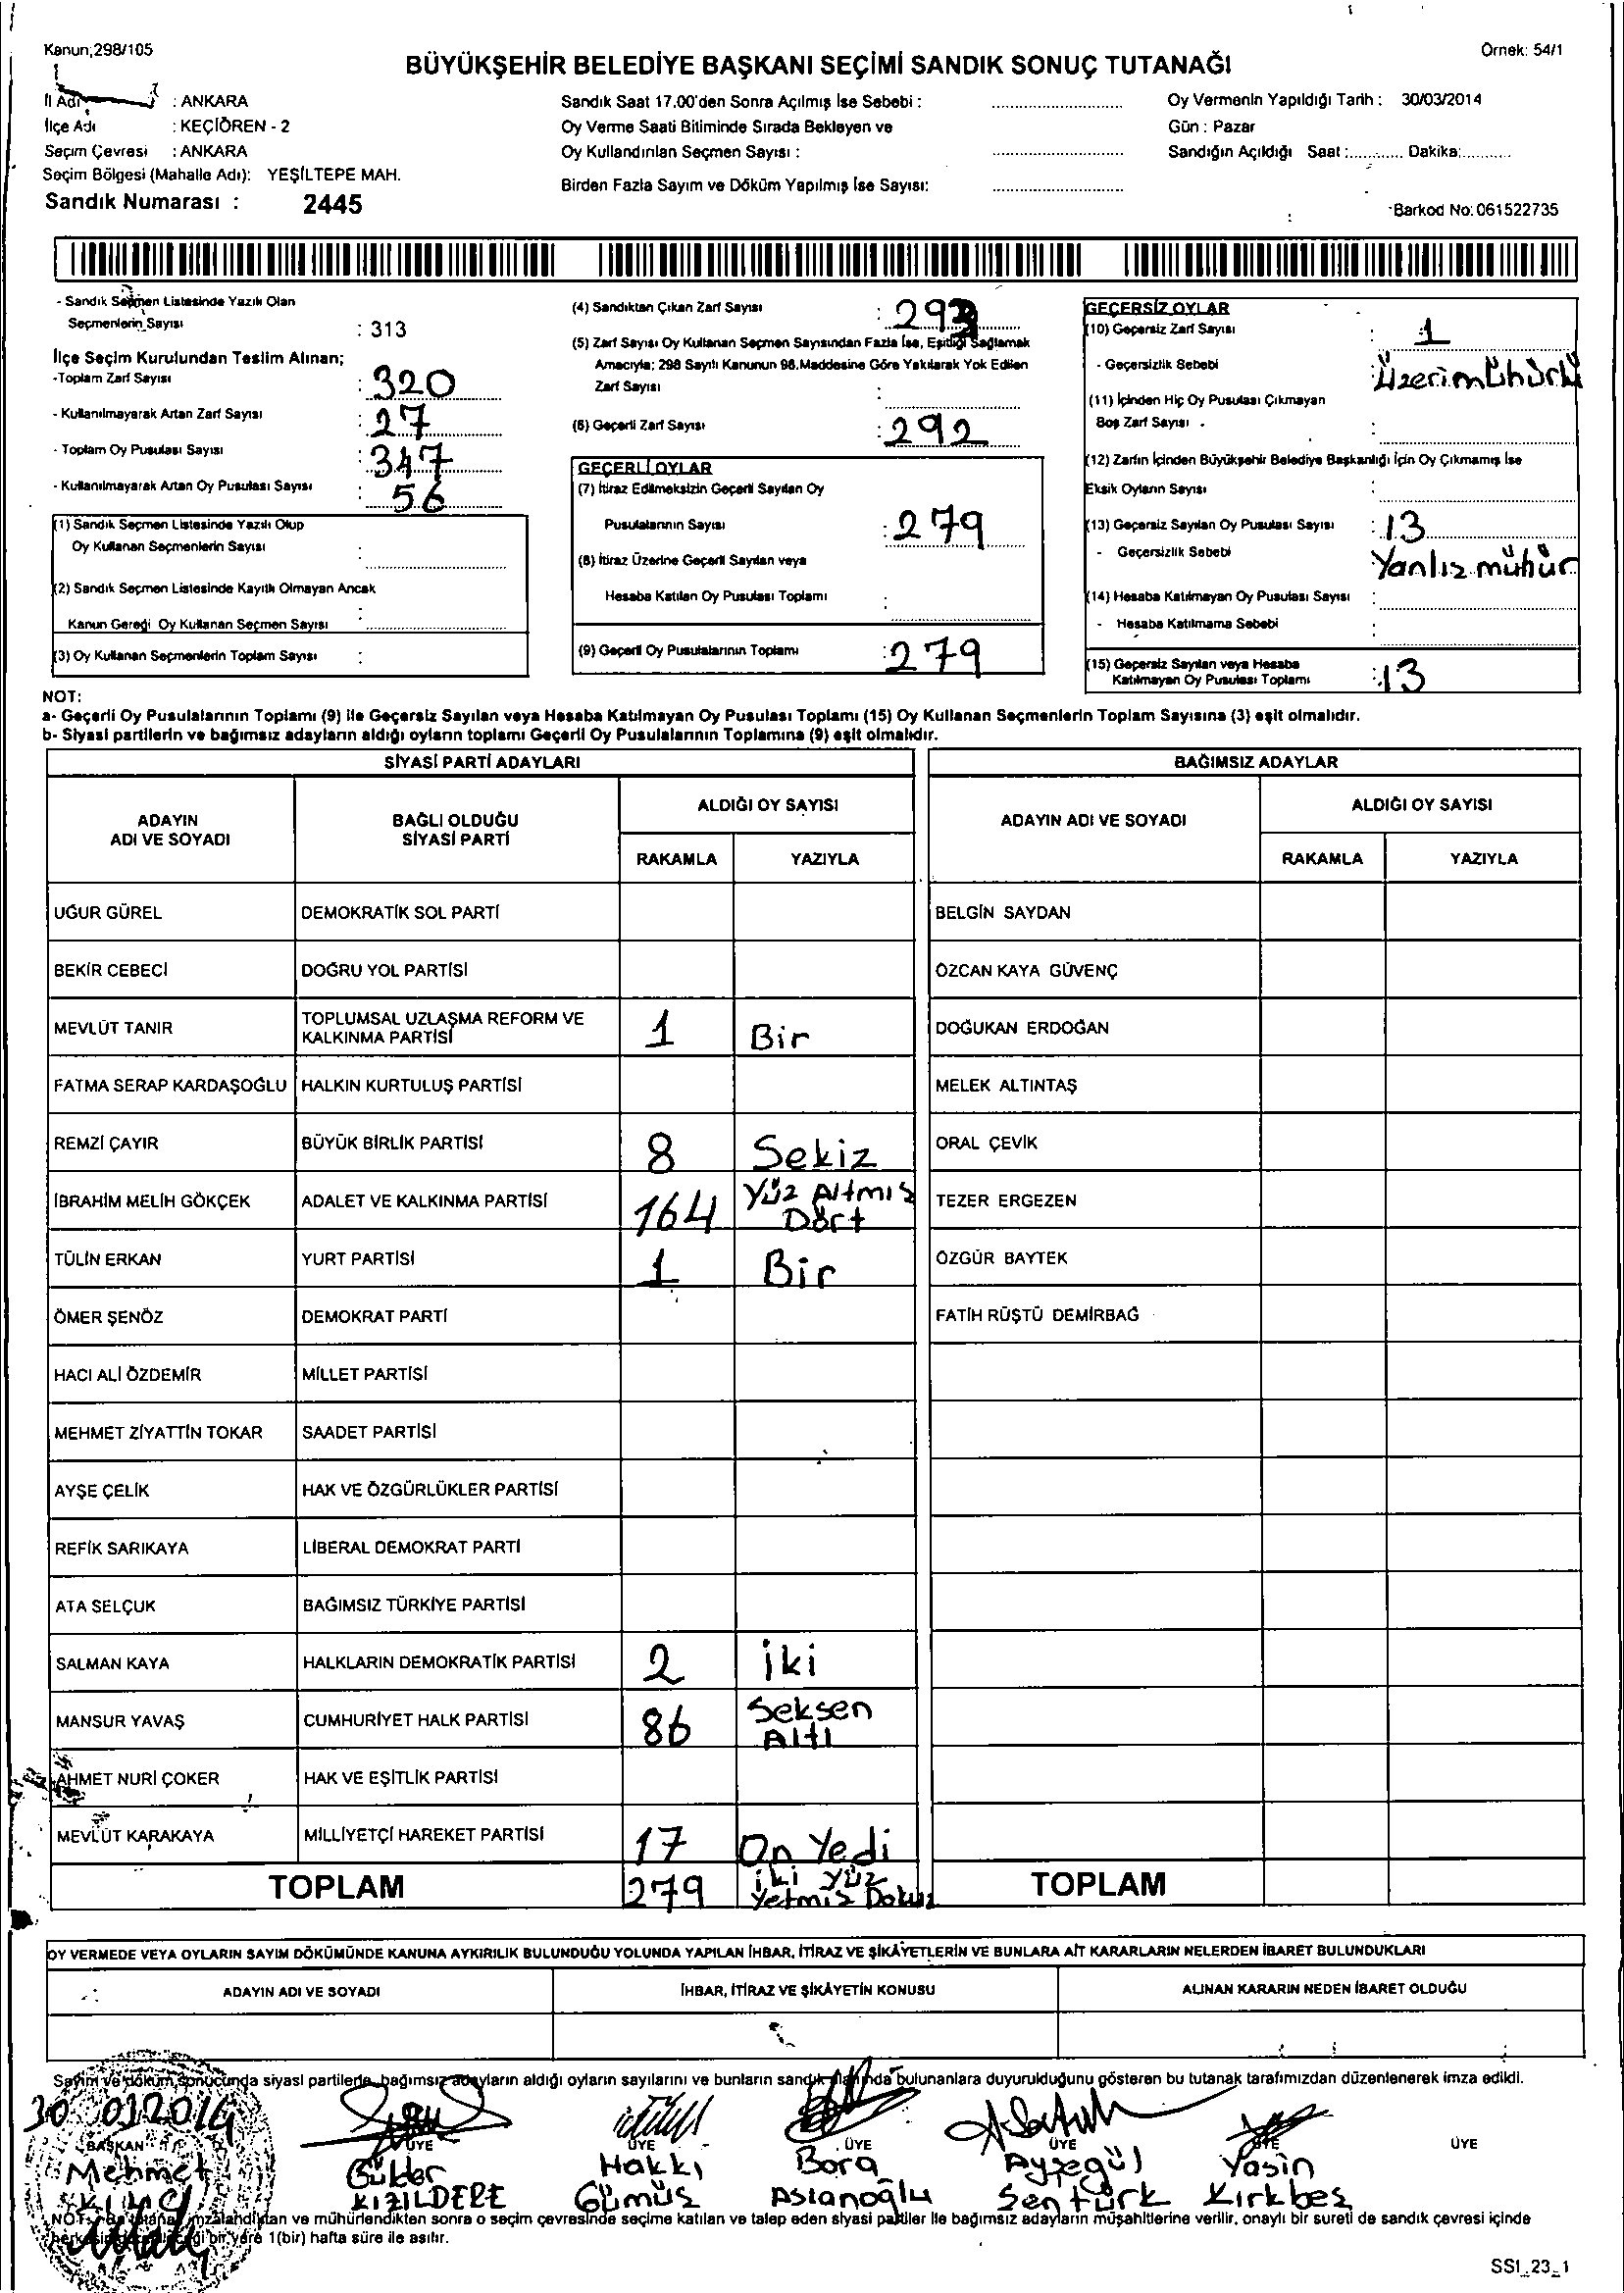 Kanun;298/105
Örnek: 54/1
BÜYÜKŞEHİR BELEDİYE BAŞKANI SEÇİMİ SANDIK SONUÇ TUTANAĞI
İl Adı : ANKARA
İlçe Adı : KEÇİÖREN - 2
Seçim Çevresi : ANKARA
Seçim Bölgesi (Mahalle Adı): YEŞİLTEPE MAH.
Sandık Numarası : 2445
Sandık Saat 17.00'den Sonra Açılmış İse Sebebi :
Oy Verme Saati Bitiminde Sırada Bekleyen ve
Oy Kullandırılan Seçmen Sayısı :
Birden Fazla Sayım ve Döküm Yapılmış İse Sayısı:
Oy Vermenin Yapıldığı Tarih : 30/03/2014
Gün : Pazar
Sandığın Açıldığı Saat :............ Dakika:...........
Barkod No: 061522735
- Sandık Seçmen Listesinde Yazılı Olan
Seçmenlerin Sayısı : 313
İlçe Seçim Kurulundan Teslim Alınan;
-Toplam Zarf Sayısı : 320
- Kullanılmayarak Artan Zarf Sayısı : 27
- Toplam Oy Pusulası Sayısı : 347
- Kullanılmayarak Artan Oy Pusulası Sayısı : 56
(1) Sandık Seçmen Listesinde Yazılı Olup
Oy Kullanan Seçmenlerin Sayısı :
(2) Sandık Seçmen Listesinde Kayıtlı Olmayan Ancak
Kanun Gereği Oy Kullanan Seçmen Sayısı :
(3) Oy Kullanan Seçmenlerin Toplam Sayısı :
(4) Sandıktan Çıkan Zarf Sayısı : 293
(5) Zarf Sayısı Oy Kullanan Seçmen Sayısından Fazla İse, Eşitliği Sağlamak
Amacıyla; 298 Sayılı Kanunun 98.Maddesine Göre Yakılarak Yok Edilen
Zarf Sayısı :
(6) Geçerli Zarf Sayısı : 292
GEÇERLİ OYLAR
(7) İtiraz Edilmeksizin Geçerli Sayılan Oy
Pusulalarının Sayısı : 279
(8) İtiraz Üzerine Geçerli Sayılan veya
Hesaba Katılan Oy Pusulası Toplamı :
(9) Geçerli Oy Pusulalarının Toplamı : 279
GEÇERSİZ OYLAR
(10) Geçersiz Zarf Sayısı : 1
- Geçersizlik Sebebi : Üzeri mühürlü
(11) İçinden Hiç Oy Pusulası Çıkmayan
Boş Zarf Sayısı :
(12) Zarfın İçinden Büyükşehir Belediye Başkanlığı İçin Oy Çıkmamış İse
Eksik Oyların Sayısı :
(13) Geçersiz Sayılan Oy Pusulası Sayısı : 13
- Geçersizlik Sebebi Yanlız mühür
(14) Hesaba Katılmayan Oy Pusulası Sayısı :
- Hesaba Katılmama Sebebi :
(15) Geçersiz Sayılan veya Hesaba
Katılmayan Oy Pusulası Toplamı : 13
NOT:
a- Geçerli Oy Pusulalarının Toplamı (9) ile Geçersiz Sayılan veya Hesaba Katılmayan Oy Pusulası Toplamı (15) Oy Kullanan Seçmenlerin Toplam Sayısına (3) eşit olmalıdır.
b- Siyasi partilerin ve bağımsız adayların aldığı oyların toplamı Geçerli Oy Pusulalarının Toplamına (9) eşit olmalıdır.
SİYASİ PARTİ ADAYLARI
ADAYIN ADI VE SOYADI BAĞLI OLDUĞU SİYASİ PARTİ ALDIĞI OY SAYISI
RAKAMLA YAZIYLA
UĞUR GÜREL DEMOKRATİK SOL PARTİ
BEKİR CEBECİ DOĞRU YOL PARTİSİ
MEVLÜT TANIR TOPLUMSAL UZLAŞMA REFORM VE KALKINMA PARTİSİ 1 Bir
FATMA SERAP KARDAŞOĞLU HALKIN KURTULUŞ PARTİSİ
REMZİ ÇAYIR BÜYÜK BİRLİK PARTİSİ 8 Sekiz
İBRAHİM MELİH GÖKÇEK ADALET VE KALKINMA PARTİSİ 164 Yüz Altmış Dört
TÜLİN ERKAN YURT PARTİSİ 1 Bir
ÖMER ŞENÖZ DEMOKRAT PARTİ
HACI ALİ ÖZDEMİR MİLLET PARTİSİ
MEHMET ZİYATTİN TOKAR SAADET PARTİSİ
AYŞE ÇELİK HAK VE ÖZGÜRLÜKLER PARTİSİ
REFİK SARIKAYA LİBERAL DEMOKRAT PARTİ
ATA SELÇUK BAĞIMSIZ TÜRKİYE PARTİSİ
SALMAN KAYA HALKLARIN DEMOKRATİK PARTİSİ 2 İki
MANSUR YAVAŞ CUMHURİYET HALK PARTİSİ 86 Seksen Altı
AHMET NURİ ÇOKER HAK VE EŞİTLİK PARTİSİ
MEVLÜT KARAKAYA MİLLİYETÇİ HAREKET PARTİSİ 17 On Yedi
TOPLAM 279 iki Yüz Yetmiş Dokuz
BAĞIMSIZ ADAYLAR
ADAYIN ADI VE SOYADI ALDIĞI OY SAYISI
RAKAMLA YAZIYLA
BELGİN SAYDAN
ÖZCAN KAYA GÜVENÇ
DOĞUKAN ERDOĞAN
MELEK ALTINTAŞ
ORAL ÇEVİK
TEZER ERGEZEN
ÖZGÜR BAYTEK
FATİH RÜŞTÜ DEMİRBAĞ
TOPLAM
OY VERMEDE VEYA OYLARIN SAYIM DÖKÜMÜNDE KANUNA AYKIRILIK BULUNDUĞU YOLUNDA YAPILAN İHBAR, İTİRAZ VE ŞİKÂYETLERİN VE BUNLARA AİT KARARLARIN NELERDEN İBARET BULUNDUKLARI
ADAYIN ADI VE SOYADI İHBAR, İTİRAZ VE ŞİKÂYETİN KONUSU ALINAN KARARIN NEDEN İBARET OLDUĞU
Sayım ve döküm sonucunda siyasi partilerle bağımsız adayların aldığı oyların sayılarını ve bunların sandık alanında bulunanlara duyurulduğunu gösteren bu tutanak tarafımızdan düzenlenerek imza edildi.
30 03 2014
BAŞKAN ÜYE ÜYE ÜYE ÜYE ÜYE ÜYE
Mehmet Gülder Hakkı Bora Ayşegül Yasin
KILIÇ KIZILDERE Gümüş Aslanoğlu Şentürk Kırkbeş
NOT: Bu tutanak imzalandıktan ve mühürlendikten sonra o seçim çevresinde seçime katılan ve talep eden siyasi partiler ile bağımsız adayların müşahitlerine verilir, onaylı bir sureti de sandık çevresi içinde
bir yere 1(bir) hafta süre ile asılır.
SSI_23_1